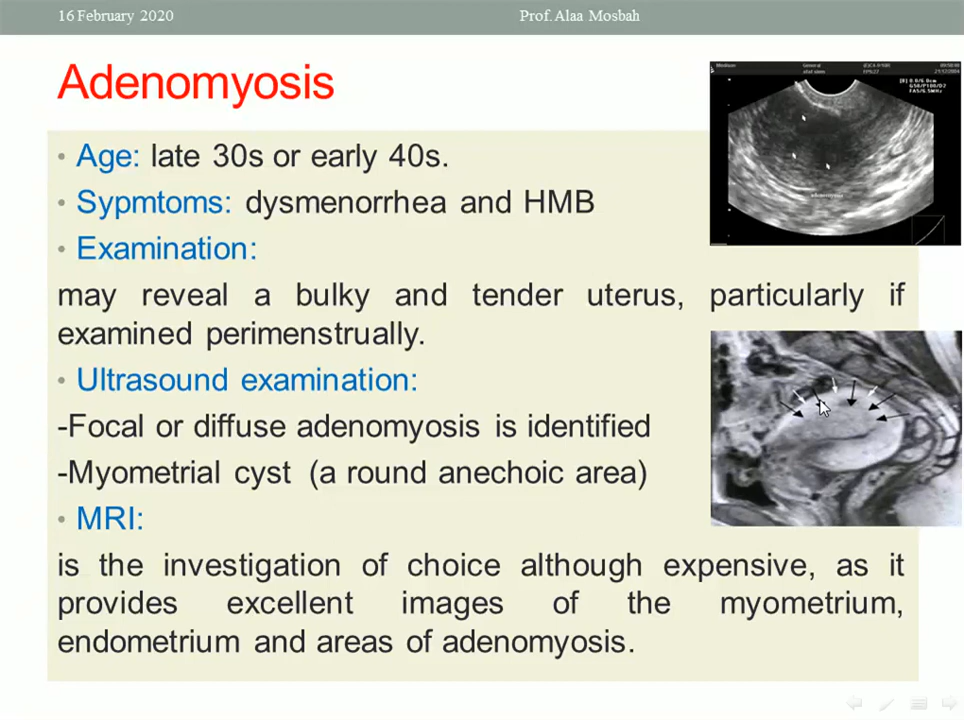 16 February 2020
Prof. Alaa Mosbah
Adenomyosis
• Age: late 30s or early 40s.
• Sypmtoms: dysmenorrhea and HMB
• Examination:
may reveal a bulky and tender uterus, particularly if
examined perimenstrually.
• Ultrasound examination:
-Focal or diffuse adenomyosis is identified
-Myometrial cyst (a round anechoic area)
• MRI:
is the investigation of choice although expensive, as it
provides excellent images of the myometrium,
endometrium and areas of adenomyosis.